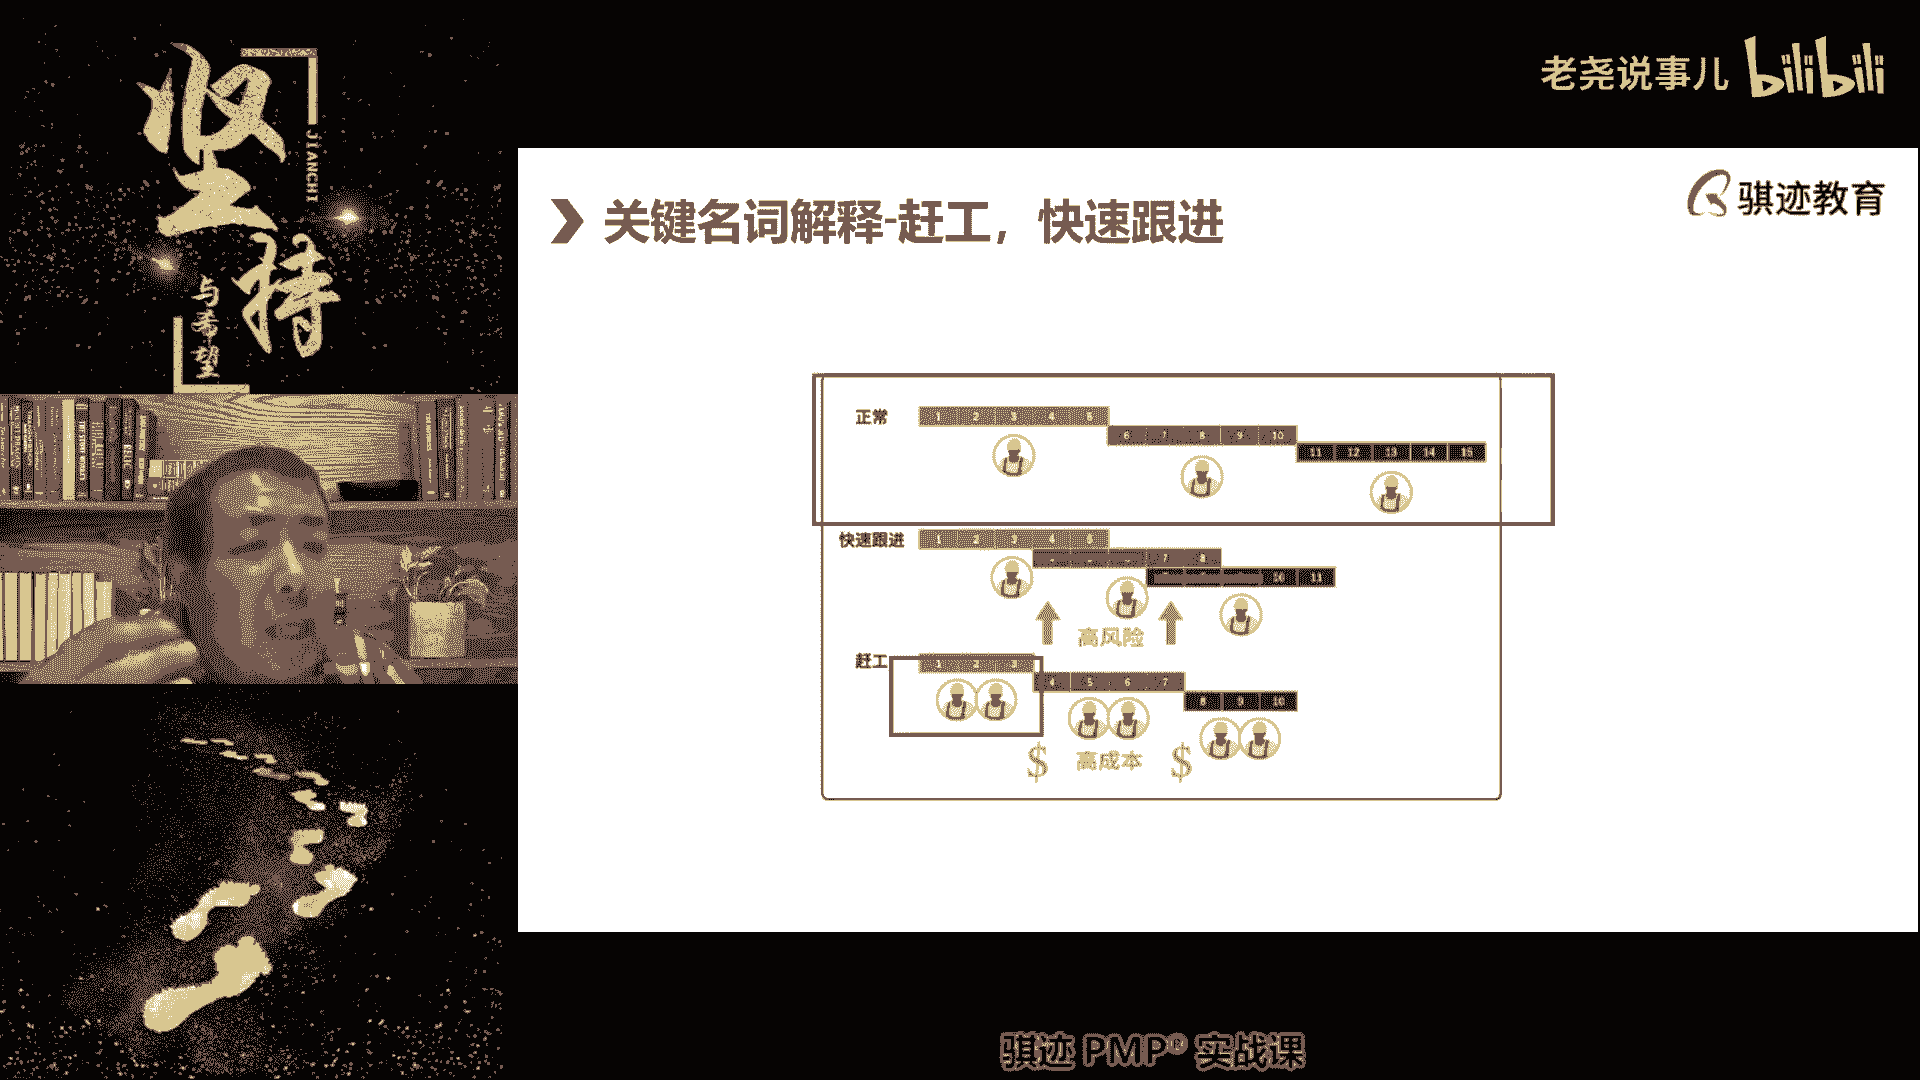 坚持
JIANCHI
与希望
老尧说事儿 bilibili
骐迹教育
关键名词解释-赶工，快速跟进
正常
1 2 3 4 5
6 7 8 9 10
11 12 13 14 15
快速跟进
1 2 3 4 5
7 8
10 11
高风险
赶工
1 2 3
4 5 6 7
8 9 10
$ 高成本 $
骐迹 PMP® 实战课